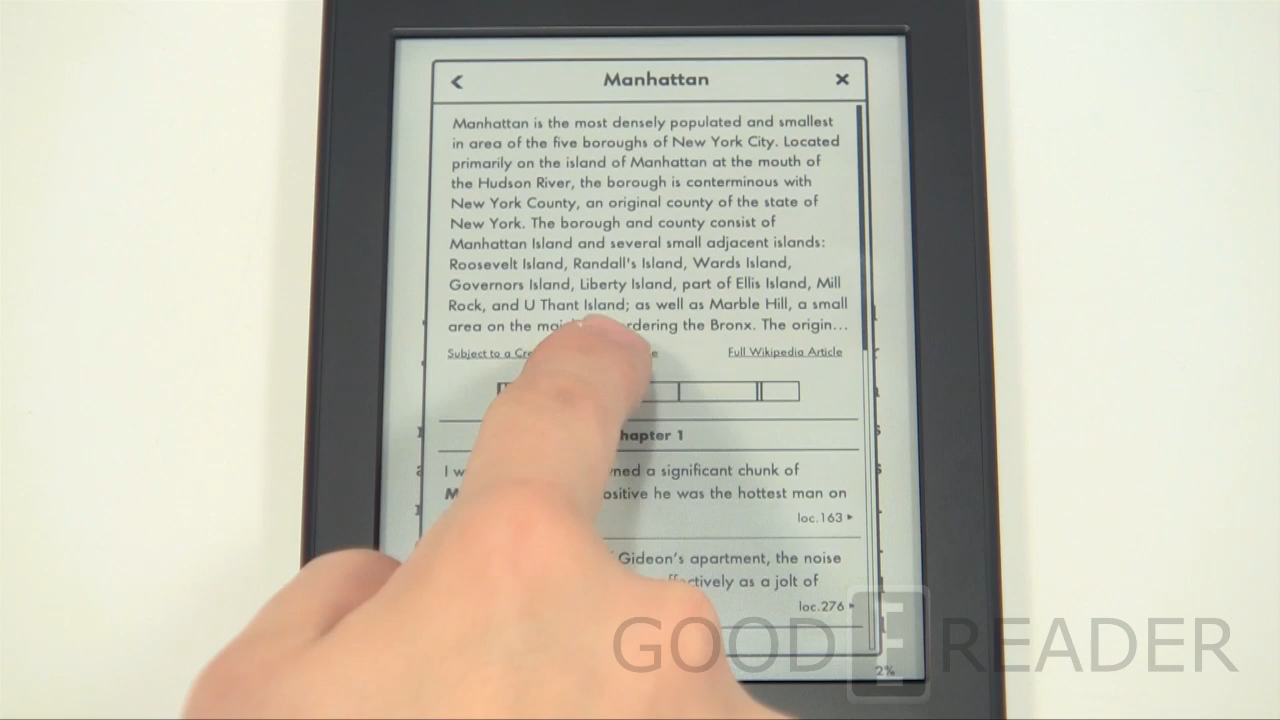 Manhattan
Manhattan is the most densely populated and smallest
in area of the five boroughs of New York City. Located
primarily on the island of Manhattan at the mouth of
the Hudson River, the borough is conterminous with
New York County, an original county of the state of
New York. The borough and county consist of
Manhattan Island and several small adjacent islands:
Roosevelt Island, Randall's Island, Wards Island,
Governors Island, Liberty Island, part of Ellis Island, Mill
Rock, and U Thant Island; as well as Marble Hill, a small
area on the the Bronx. The origin...
Subject to a Full Wikipedia Article
1
I a significant chunk of
he was the hottest man on
loc.163
Gideon's apartment, the noise
as a jolt of
loc.276
2%
GOOD E READER